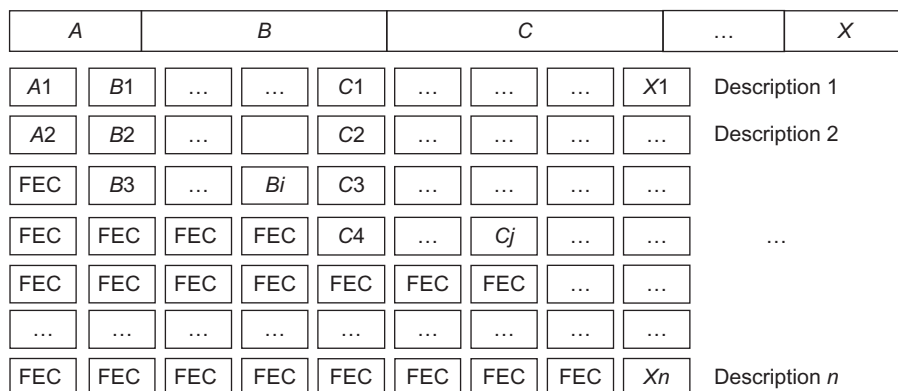 A B C … X
A1 B1 … … C1 … … … X1 Description 1
A2 B2 … C2 … … … … Description 2
FEC B3 … Bi C3 … … … …
FEC FEC FEC FEC C4 … Cj … … …
FEC FEC FEC FEC FEC FEC FEC … …
… … … … … … … … …
FEC FEC FEC FEC FEC FEC FEC FEC Xn Description n